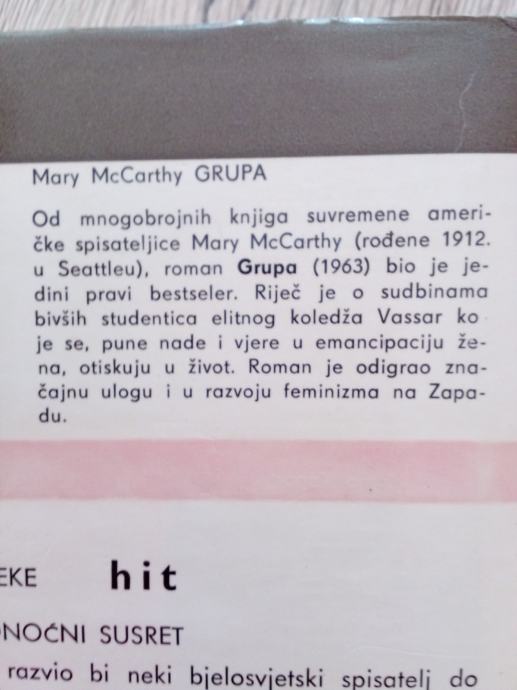 Mary McCarthy GRUPA
Od mnogobrojnih knjiga suvremene ameri-
čke spisateljice Mary McCarthy (rođene 1912.
u Seattleu), roman Grupa (1963) bio je je-
dini pravi bestseler. Riječ je o sudbinama
bivših studentica elitnog koledža Vassar ko
je se, pune nade i vjere u emancipaciju že-
na, otiskuju u život. Roman je odigrao zna-
čajnu ulogu i u razvoju feminizma na Zapa-
du.
EKE hit
NOĆNI SUSRET
razvio bi neki bjelosvjetski spisatelj do